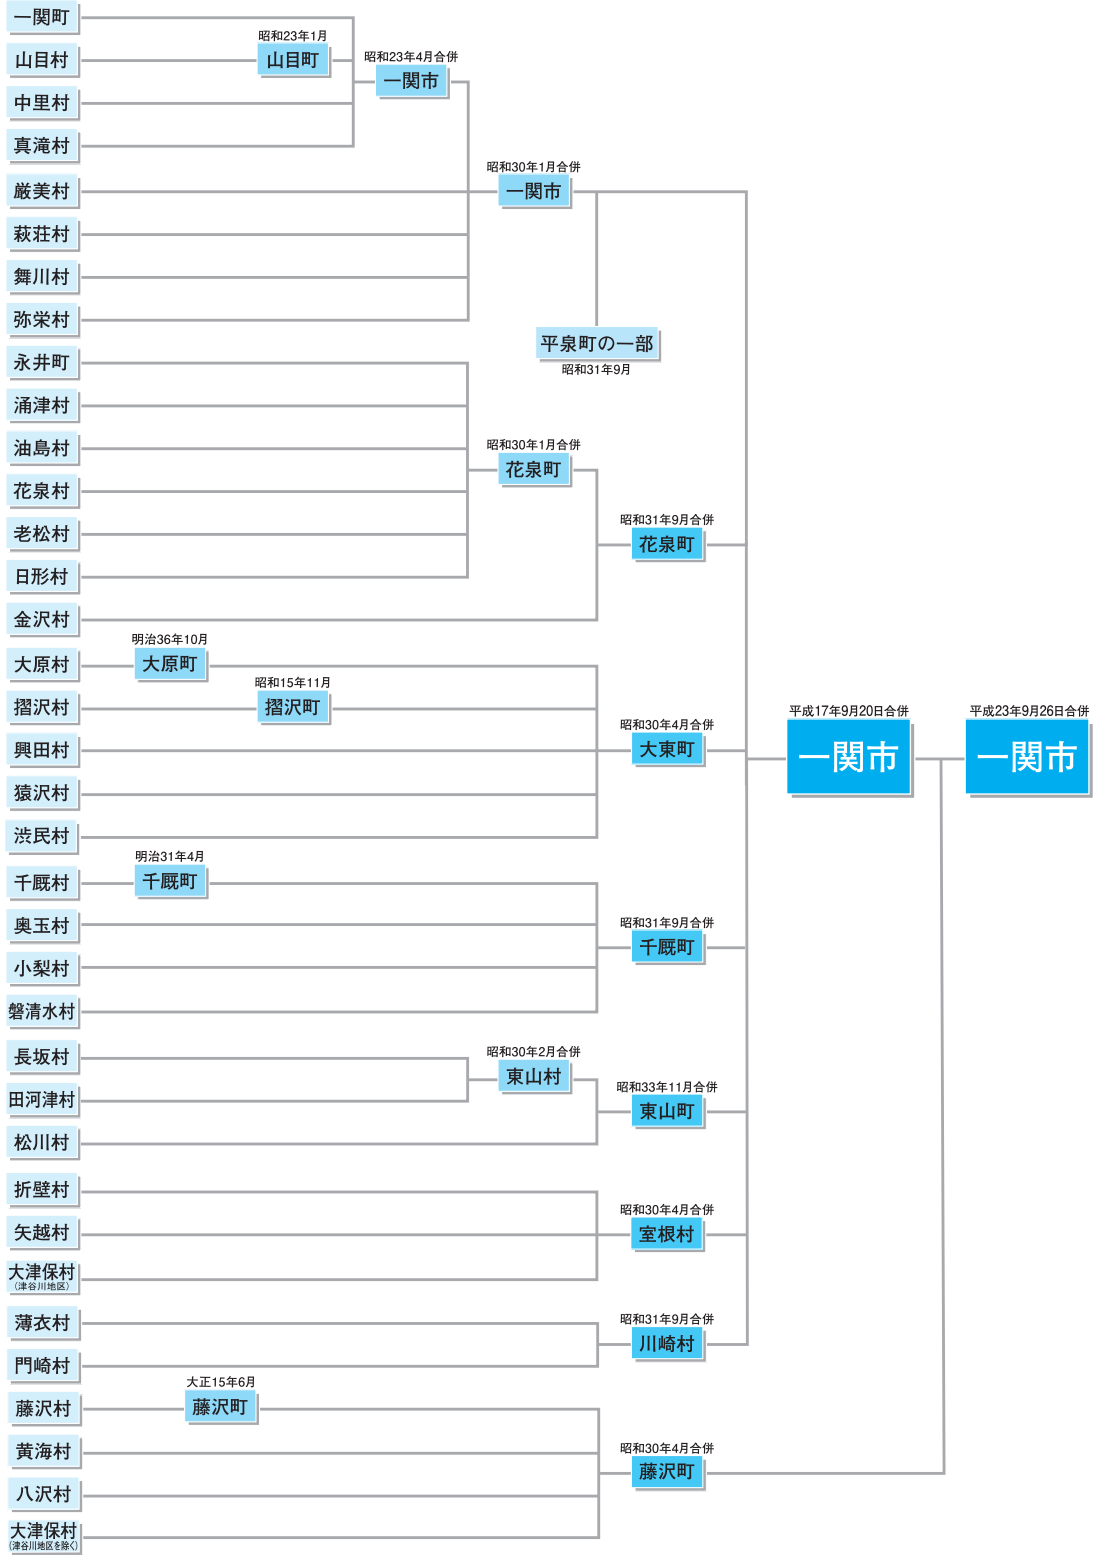 一関町
昭和23年1月
山目村
山目町
昭和23年4月合併
一関市
中里村
真滝村
昭和30年1月合併
厳美村
一関市
萩荘村
舞川村
弥栄村
平泉町の一部
昭和31年9月
永井町
涌津村
油島村
昭和30年1月合併
花泉町
花泉村
老松村
昭和31年9月合併
花泉町
日形村
金沢村
明治36年10月
大原村
大原町
昭和15年11月
摺沢村
摺沢町
昭和30年4月合併
興田村
大東町
平成17年9月20日合併
一関市
平成23年9月26日合併
一関市
猿沢村
渋民村
明治31年4月
千厩村
千厩町
奥玉村
昭和31年9月合併
千厩町
小梨村
磐清水村
昭和30年2月合併
長坂村
東山村
田河津村
昭和33年11月合併
東山町
松川村
折壁村
昭和30年4月合併
矢越村
室根村
大津保村
(津谷川地区)
昭和31年9月合併
薄衣村
川崎村
門崎村
大正15年6月
藤沢村
藤沢町
黄海村
昭和30年4月合併
藤沢町
八沢村
大津保村
(津谷川地区を除く)